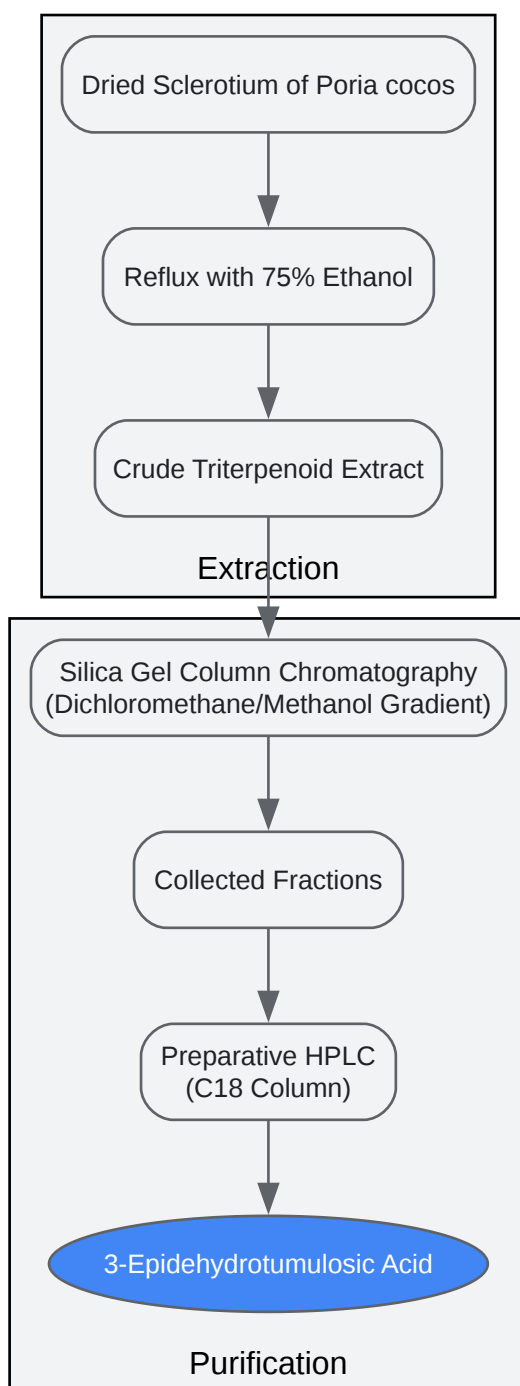 Dried Sclerotium of Poria cocos
Reflux with 75% Ethanol
Crude Triterpenoid Extract
Extraction
Silica Gel Column Chromatography
(Dichloromethane/Methanol Gradient)
Collected Fractions
Preparative HPLC
(C18 Column)
3-Epidehydrotumulosic Acid
Purification